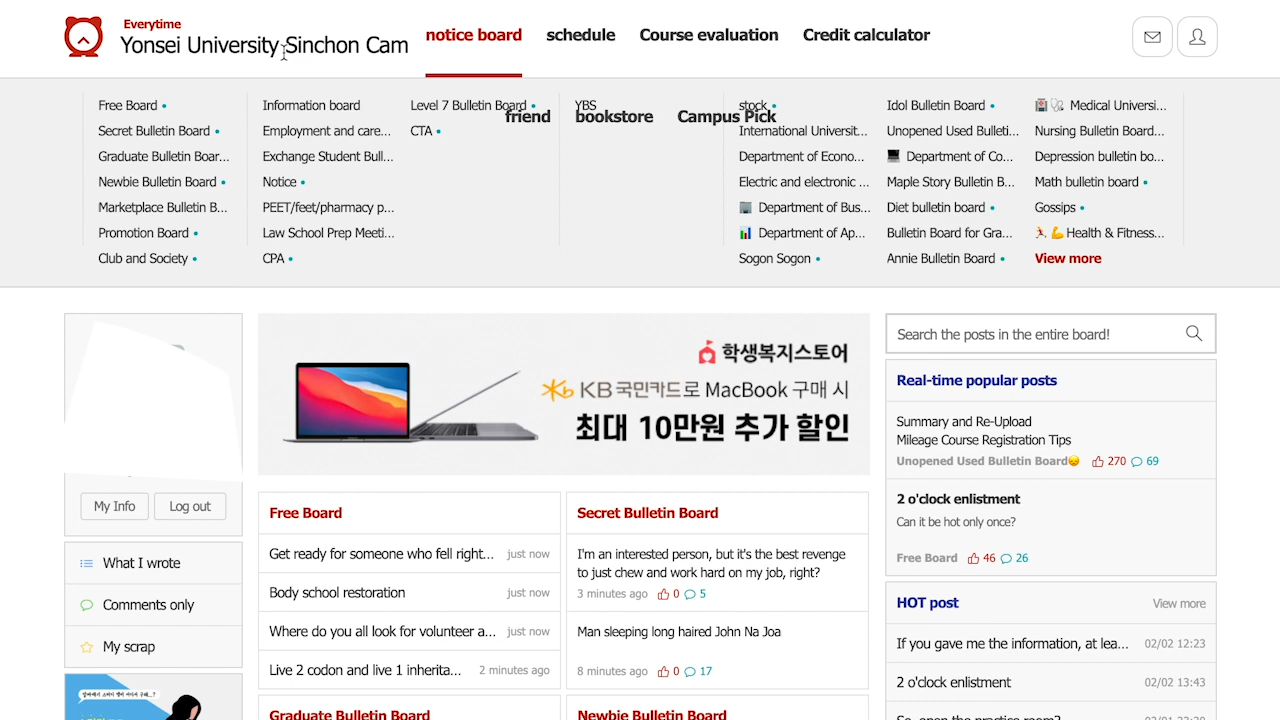 Everytime
Yonsei University Sinchon Cam
notice board
schedule
Course evaluation
Credit calculator
friend
bookstore
Campus Pick
Free Board
Secret Bulletin Board
Graduate Bulletin Boar...
Newbie Bulletin Board
Marketplace Bulletin B...
Promotion Board
Club and Society
Information board
Employment and care...
Exchange Student Bull...
Notice
PEET/feet/pharmacy p...
Law School Prep Meeti...
CPA
Level 7 Bulletin Board
CTA
YBS
stock
International Universit...
Department of Econo...
Electric and electronic ...
Department of Bus...
Department of Ap...
Sogon Sogon
Idol Bulletin Board
Unopened Used Bulleti...
Department of Co...
Maple Story Bulletin B...
Diet bulletin board
Bulletin Board for Gra...
Annie Bulletin Board
Medical Universi...
Nursing Bulletin Board...
Depression bulletin bo...
Math bulletin board
Gossips
Health & Fitness...
View more
My Info
Log out
What I wrote
Comments only
My scrap
학생복지스토어
KB국민카드로 MacBook 구매 시
최대 10만원 추가 할인
Free Board
Get ready for someone who fell right... just now
Body school restoration just now
Where do you all look for volunteer a... just now
Live 2 codon and live 1 inherita... 2 minutes ago
Graduate Bulletin Board
Secret Bulletin Board
I'm an interested person, but it's the best revenge
to just chew and work hard on my job, right?
3 minutes ago 0 5
Man sleeping long haired John Na Joa
8 minutes ago 0 17
Newbie Bulletin Board
Search the posts in the entire board!
Real-time popular posts
Summary and Re-Upload
Mileage Course Registration Tips
Unopened Used Bulletin Board 270 69
2 o'clock enlistment
Can it be hot only once?
Free Board 46 26
HOT post View more
If you gave me the information, at lea... 02/02 12:23
2 o'clock enlistment 02/02 13:43
So, open the practice room?